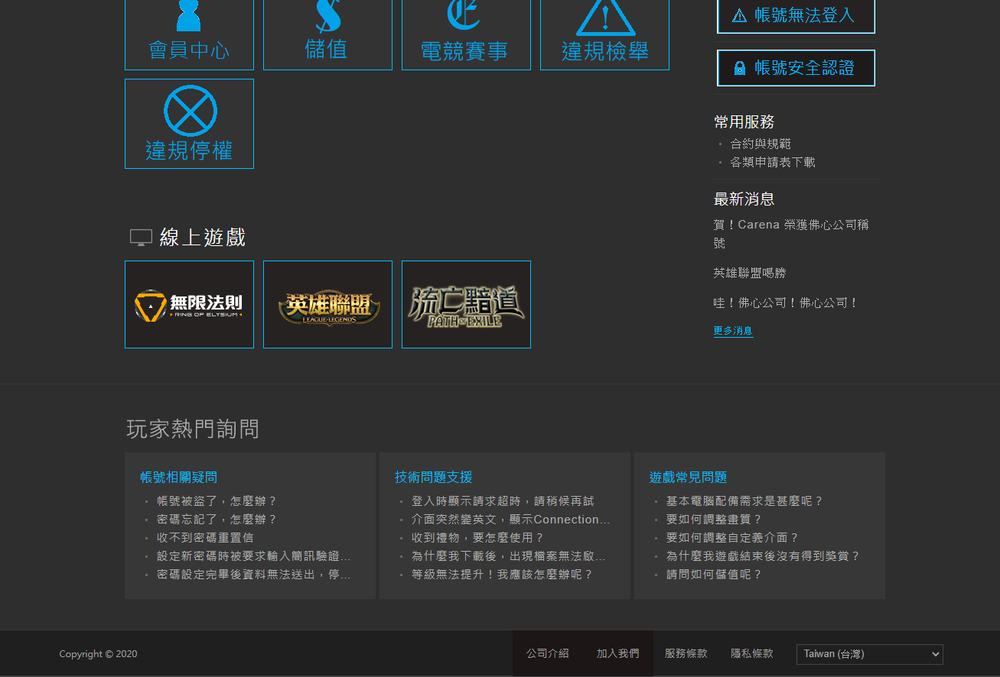 會員中心
儲值
電競賽事
違規檢舉
違規停權
帳號無法登入
帳號安全認證
常用服務
合約與規範
各類申請表下載
最新消息
賀！Carena 榮獲佛心公司稱
號
英雄聯盟喝勝
哇！佛心公司！佛心公司！
更多消息
線上遊戲
無限法則
RING OF ELYSIUM
英雄聯盟
LEAGUE·LEGENDS
流亡黯道
PATH OF EXILE
玩家熱門詢問
帳號相關疑問
帳號被盜了，怎麼辦？
密碼忘記了，怎麼辦？
收不到密碼重置信
設定新密碼時被要求輸入簡訊驗證...
密碼設定完畢後資料無法送出，停...
技術問題支援
登入時顯示請求超時，請稍候再試
介面突然變英文，顯示Connection...
收到禮物，要怎麼使用？
為什麼我下載後，出現檔案無法啟...
等級無法提升！我應該怎麼辦呢？
遊戲常見問題
基本電腦配備需求是甚麼呢？
要如何調整畫質？
要如何調整自定義介面？
為什麼我遊戲結束後沒有得到獎賞？
請問如何儲值呢？
Copyright © 2020
公司介紹
加入我們
服務條款
隱私條款
Taiwan (台灣)